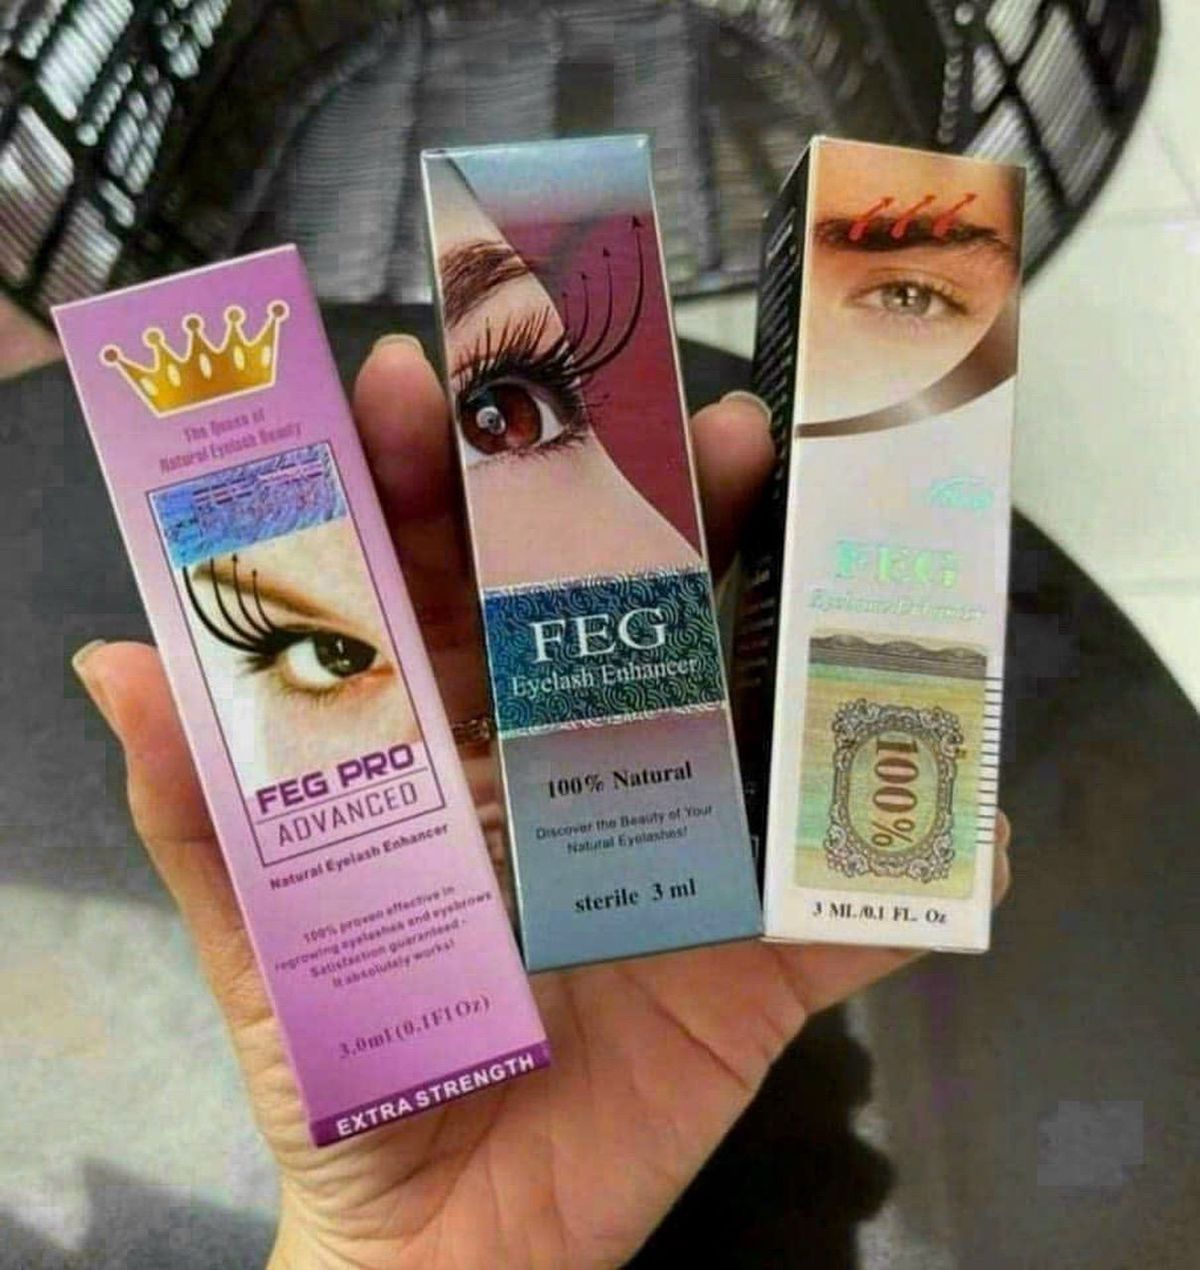 The Queen of
Natural Eyelash Beauty
FEG PRO
ADVANCED
Natural Eyelash Enhancer
100% proven effective in
regrowing eyelashes and eyebrows
Satisfaction guaranteed -
It absolutely works!
3.0ml (0.1Fl Oz)
EXTRA STRENGTH
FEG
Eyelash Enhancer
100% Natural
Discover the Beauty of Your
Natural Eyelashes!
sterile 3 ml
FEG
Eyebrow Enhancer
100%
3 ML/0.1 FL. Oz